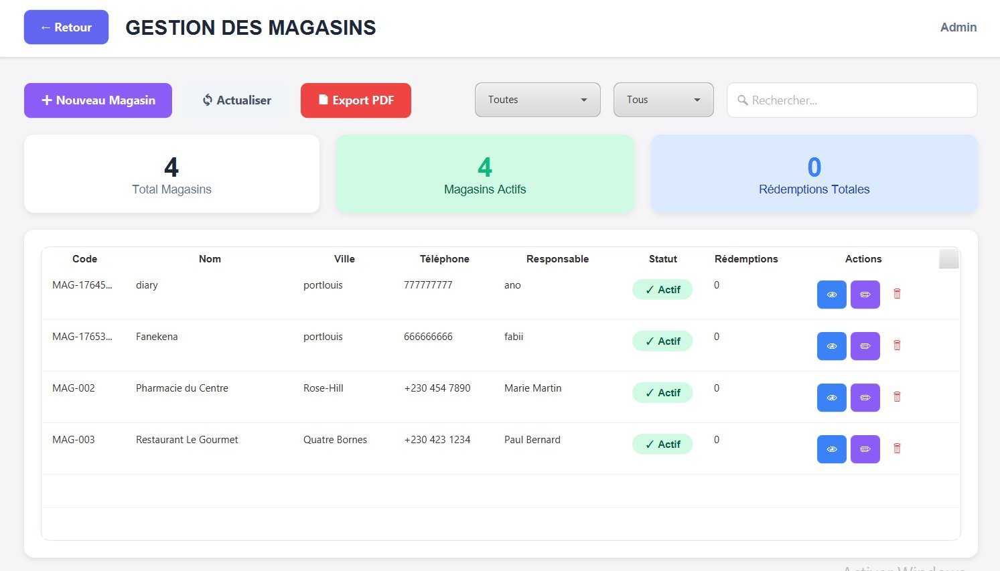 ← Retour GESTION DES MAGASINS Admin
+ Nouveau Magasin Actualiser Export PDF Toutes Tous Rechercher...
4 4 0
Total Magasins Magasins Actifs Rédemptions Totales
Code Nom Ville Téléphone Responsable Statut Rédemptions Actions
MAG-17645... diary portlouis 777777777 ano ✓ Actif 0
MAG-17653... Fanekena portlouis 666666666 fabii ✓ Actif 0
MAG-002 Pharmacie du Centre Rose-Hill +230 454 7890 Marie Martin ✓ Actif 0
MAG-003 Restaurant Le Gourmet Quatre Bornes +230 423 1234 Paul Bernard ✓ Actif 0
Activer Windows